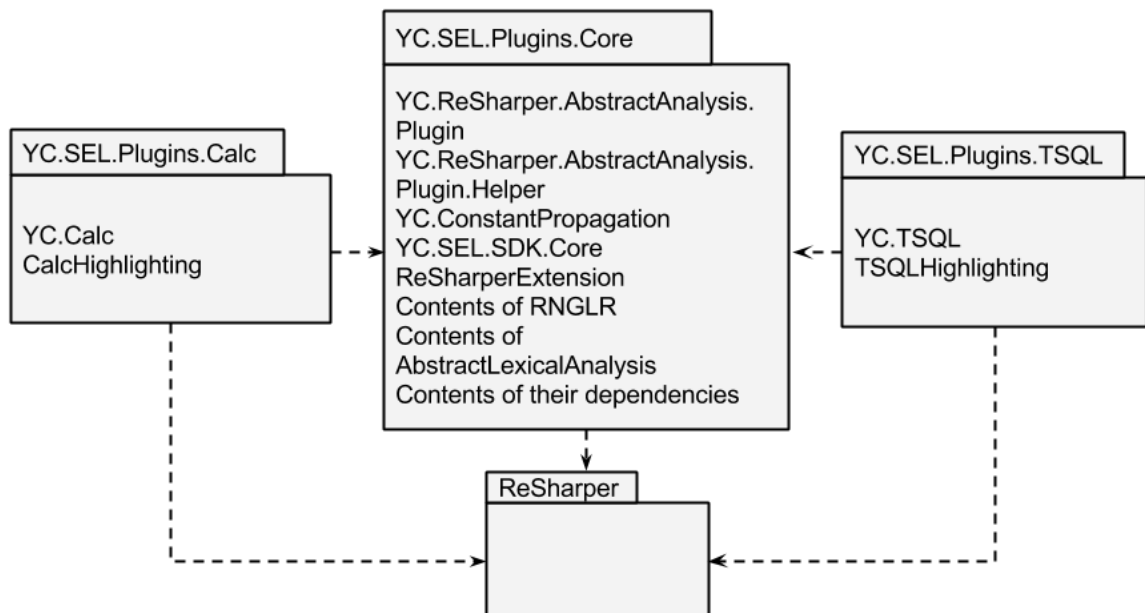 YC.SEL.Plugins.Core
YC.ReSharper.AbstractAnalysis.
Plugin
YC.ReSharper.AbstractAnalysis.
Plugin.Helper
YC.ConstantPropagation
YC.SEL.SDK.Core
ReSharperExtension
Contents of RNGLR
Contents of
AbstractLexicalAnalysis
Contents of their dependencies
YC.SEL.Plugins.Calc
YC.Calc
CalcHighlighting
YC.SEL.Plugins.TSQL
YC.TSQL
TSQLHighlighting
ReSharper